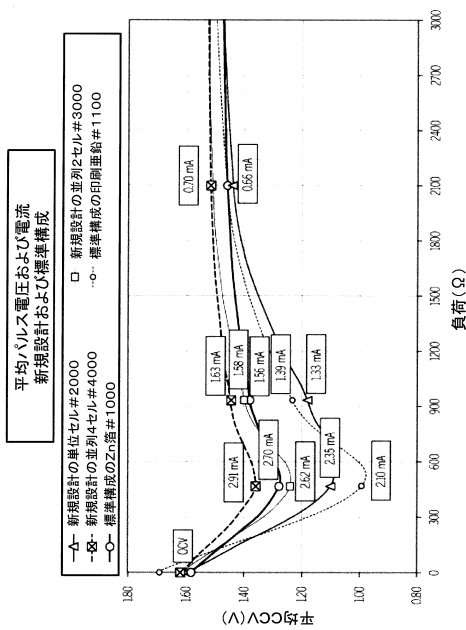 平均パルス電圧および電流
新規設計および標準構成
新規設計の単位セル#2000
新規設計の並列2セル#3000
新規設計の並列4セル#4000
標準構成の印刷亜鉛#1100
標準構成のZn箔#1000
平均CCV(V)
1.80
1.60
1.40
1.20
1.00
0.80
OCV
2.91 mA
2.70 mA
2.62 mA
2.35 mA
2.10 mA
1.63 mA
1.58 mA
1.56 mA
1.39 mA
1.33 mA
0.70 mA
0.66 mA
0
300
600
900
1200
1500
1800
2100
2400
2700
3000
負荷(Ω)